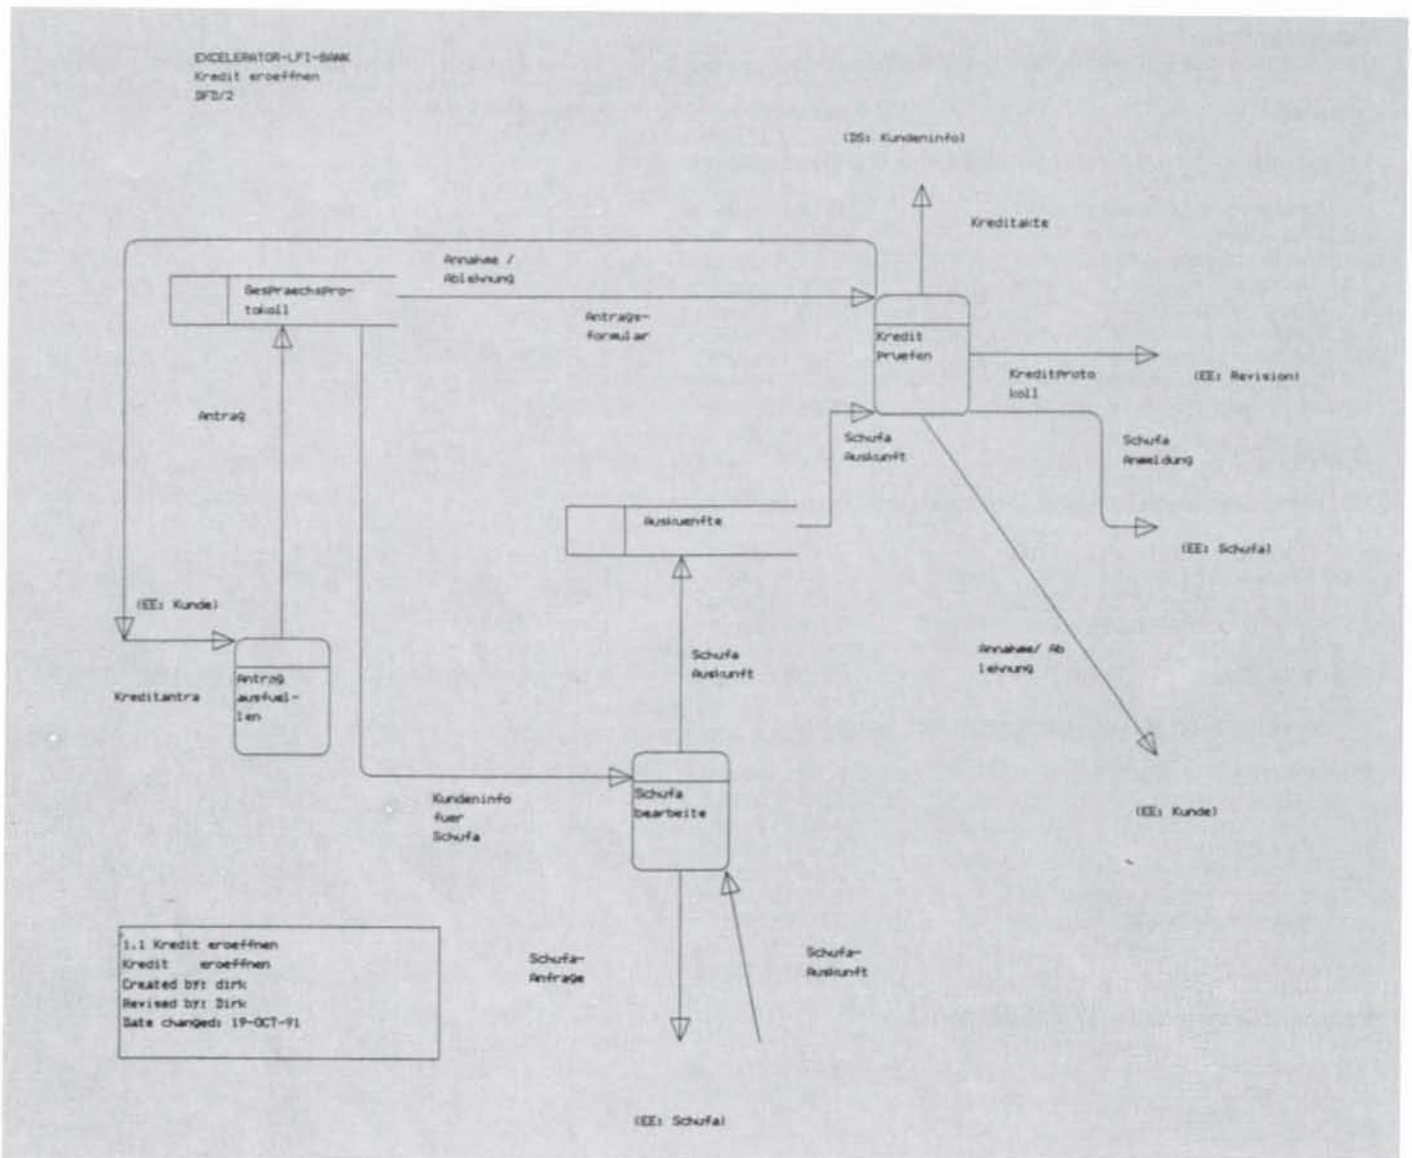 EXCELERATOR-LFI-BANK
Kredit eroeffnen
DFD/2
(DS: Kundeninfo)
Kreditakte
Annahme /
Ablehnung
GesPraechsPro-
tokoll
Antrags-
formular
Kredit
Pruefen
KreditProto
koll
(EE: Revision)
Antrag
Schufa
Auskunft
Schufa
Anmeldung
Auskuenfte
(EE: Schufa)
(EE: Kunde)
Antrag
ausfuel-
len
Kreditantra
Schufa
Auskunft
Annahme/ Ab
lehnung
Kundeninfo
fuer
Schufa
Schufa
bearbeite
(EE: Kunde)
Schufa-
Anfrage
Schufa-
Auskunft
1.1 Kredit eroeffnen
Kredit eroeffnen
Created by: dirk
Revised by: Dirk
Date changed: 19-OCT-91
(EE: Schufa)